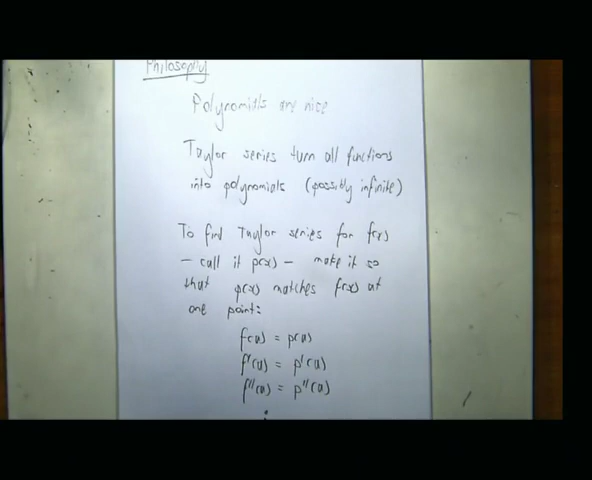 Philosophy
Polynomials are nice
Taylor series turn all functions
into polynomials (possibly infinite)
To find Taylor series for f(x)
- call it p(x) - make it so
that p(x) matches f(x) at
one point:
f(a) = p(a)
f'(a) = p'(a)
f''(a) = p''(a)